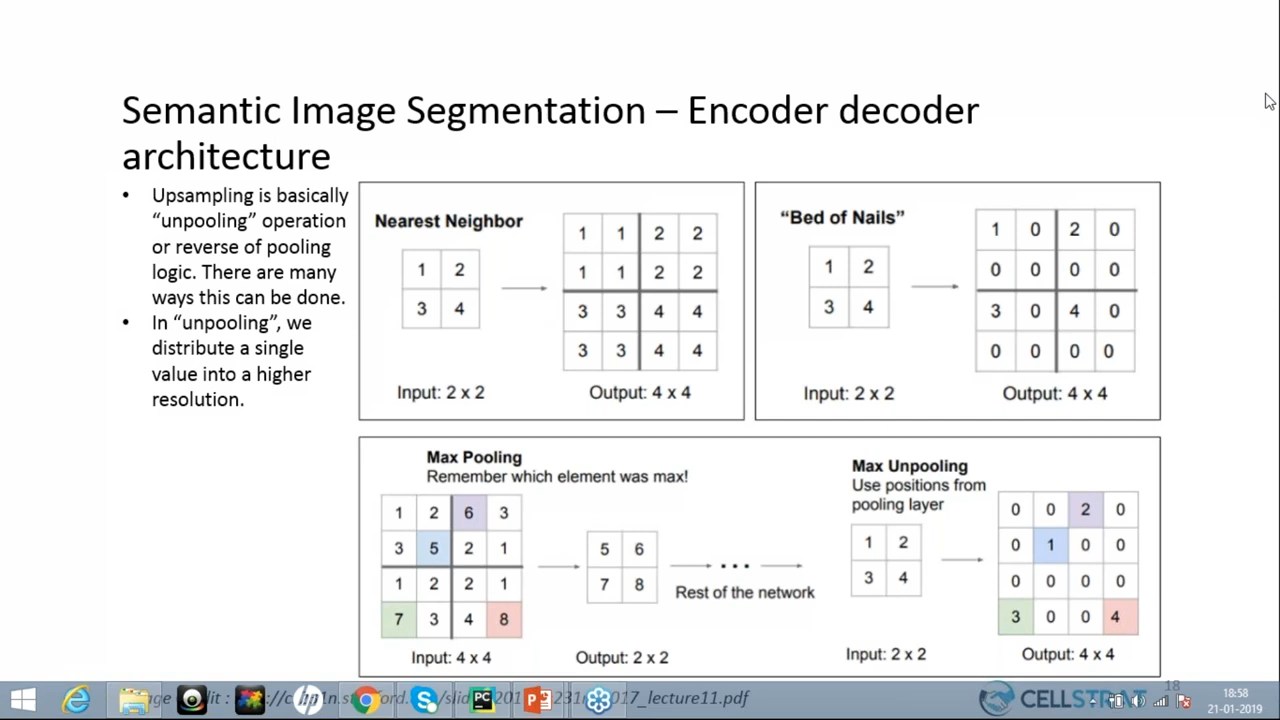 Semantic Image Segmentation – Encoder decoder
architecture
• Upsampling is basically
“unpooling” operation
or reverse of pooling
logic. There are many
ways this can be done.
• In “unpooling”, we
distribute a single
value into a higher
resolution.
Nearest Neighbor
1 2
3 4
1 1 2 2
1 1 2 2
3 3 4 4
3 3 4 4
Input: 2 x 2
Output: 4 x 4
“Bed of Nails”
1 2
3 4
1 0 2 0
0 0 0 0
3 0 4 0
0 0 0 0
Input: 2 x 2
Output: 4 x 4
Max Pooling
Remember which element was max!
1 2 6 3
3 5 2 1
1 2 2 1
7 3 4 8
Input: 4 x 4
5 6
7 8
Output: 2 x 2
...
Rest of the network
Max Unpooling
Use positions from
pooling layer
1 2
3 4
Input: 2 x 2
0 0 2 0
0 1 0 0
0 0 0 0
3 0 0 4
Output: 4 x 4
017_lecture11.pdf
CELLSTRAT
18
18:58
21-01-2019